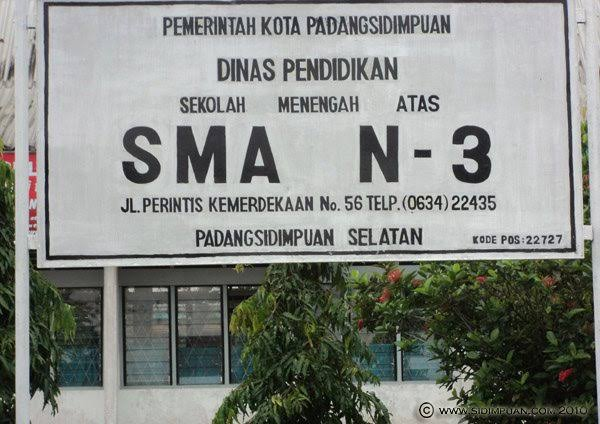 PEMERINTAH KOTA PADANGSIDIMPUAN
DINAS PENDIDIKAN
SEKOLAH MENENGAH ATAS
SMA N-3
JL. PERINTIS KEMERDEKAAN No. 56 TELP. (0634) 22435
PADANGSIDIMPUAN SELATAN
KODE POS: 22727
© WWW.SIDIMPUAN.COM 2010